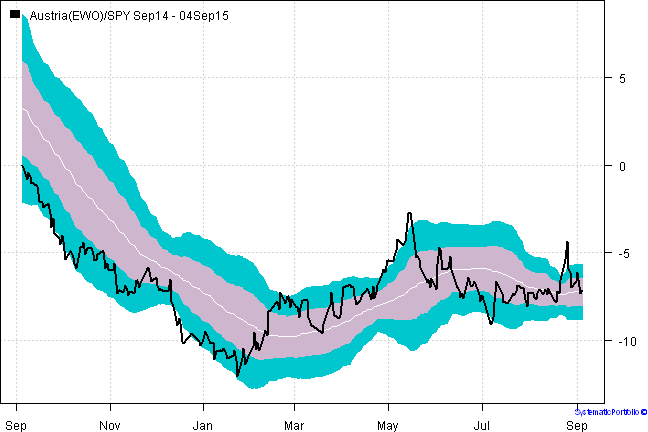 Austria(EWO)/SPY Sep14 - 04Sep15
5
0
-5
-10
SystematicPortfolio ©
Sep Nov Jan Mar May Jul Sep